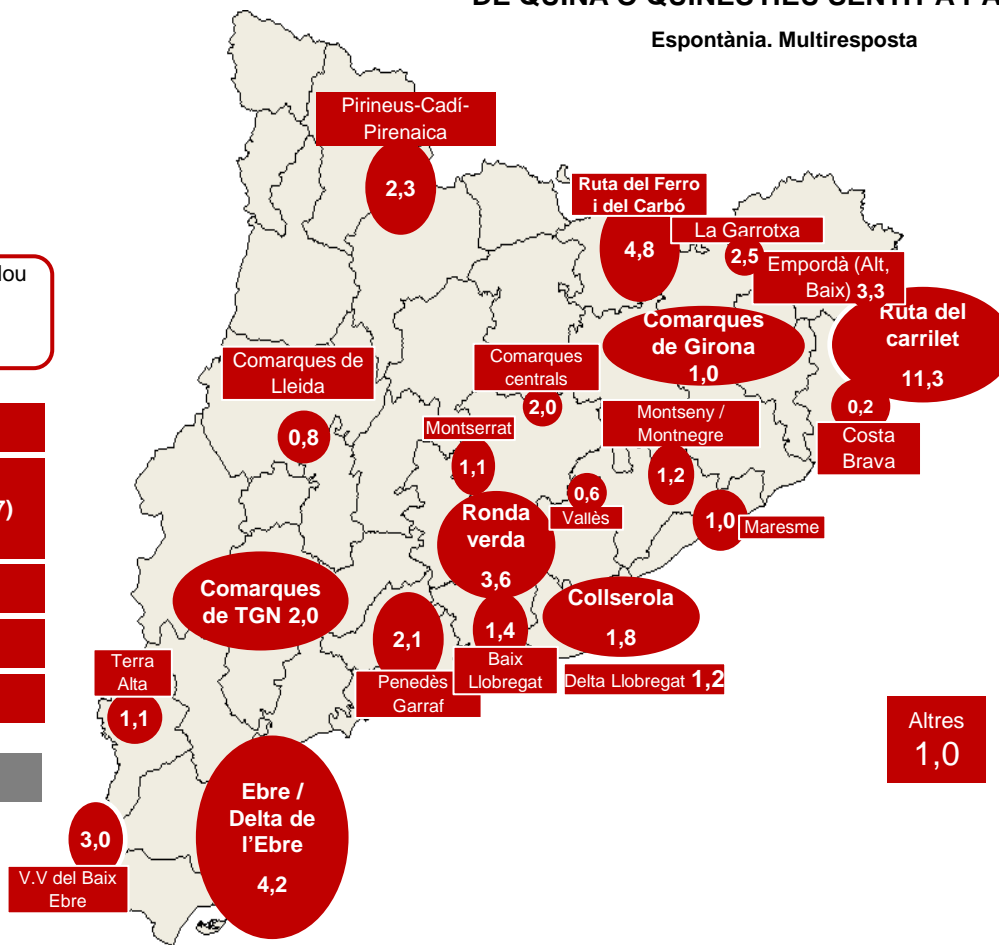 Espontània. Multiresposta
Pirineus-Cadí-
Pirenaica
2,3
Ruta del Ferro
i del Carbó
4,8
La Garrotxa
2,5
Empordà (Alt,
Baix) 3,3
Ruta del
carrilet
11,3
Comarques
de Girona
1,0
0,2
Costa
Brava
Comarques de
Lleida
0,8
Comarques
centrals
2,0
Montserrat
1,1
Montseny /
Montnegre
1,2
0,6
Vallès
1,0
Maresme
Ronda
verda
3,6
Comarques
de TGN 2,0
Collserola
1,8
2,1
Penedès
Garraf
1,4
Baix
Llobregat
Delta Llobregat 1,2
Terra
Alta
1,1
Altres
1,0
Ebre /
Delta de
l'Ebre
4,2
3,0
V.V del Baix
Ebre